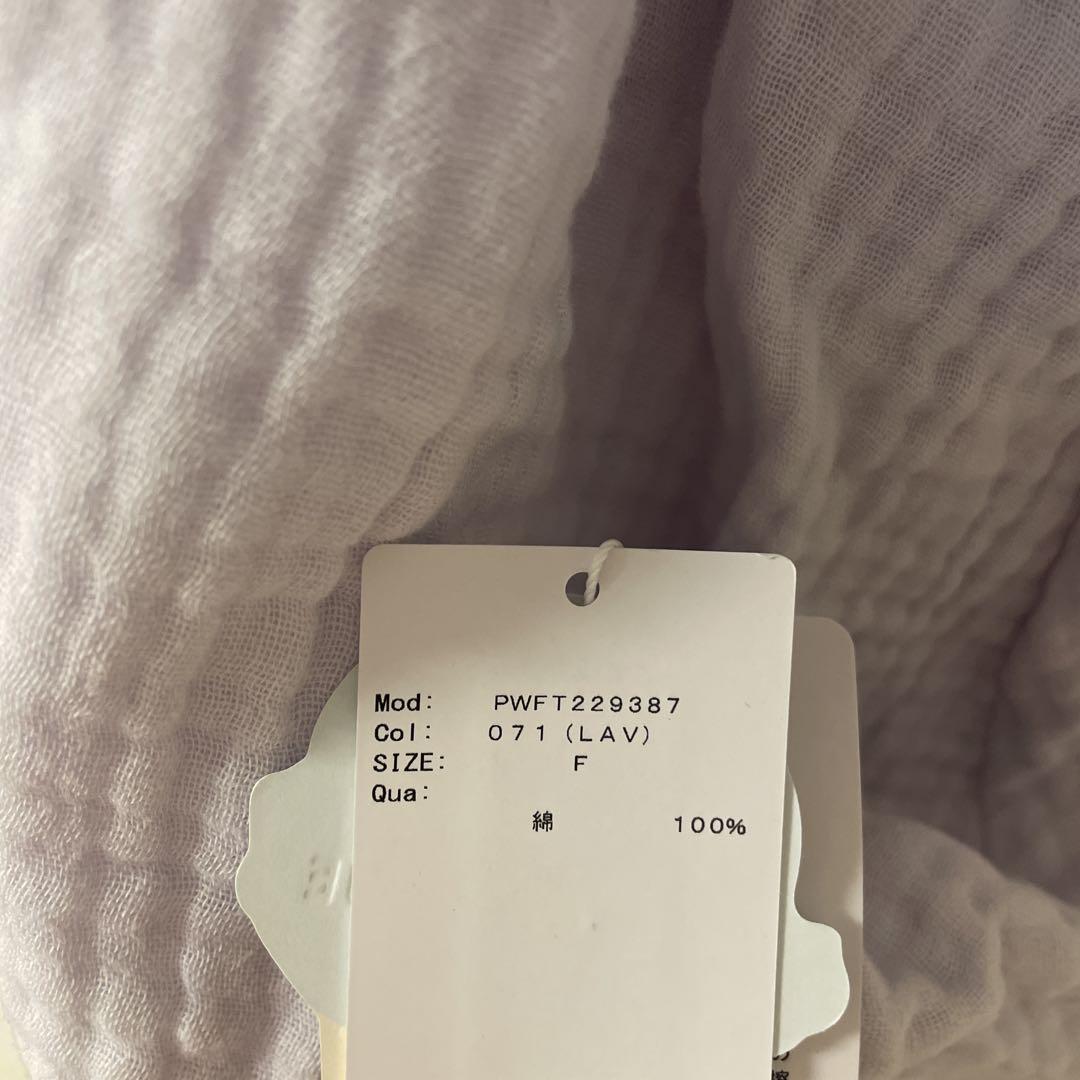 Mod: PWFT229387
Col: 071(LAV)
SIZE: F
Qua:
綿 100%